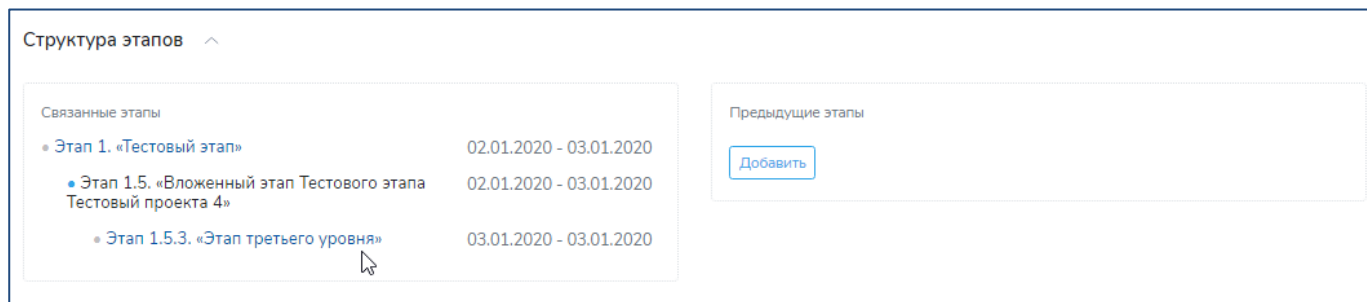 Структура этапов
Связанные этапы
Этап 1. «Тестовый этап» 02.01.2020 - 03.01.2020
Этап 1.5. «Вложенный этап Тестового этапа 02.01.2020 - 03.01.2020
Тестовый проекта 4»
Этап 1.5.3. «Этап третьего уровня» 03.01.2020 - 03.01.2020
Предыдущие этапы
Добавить